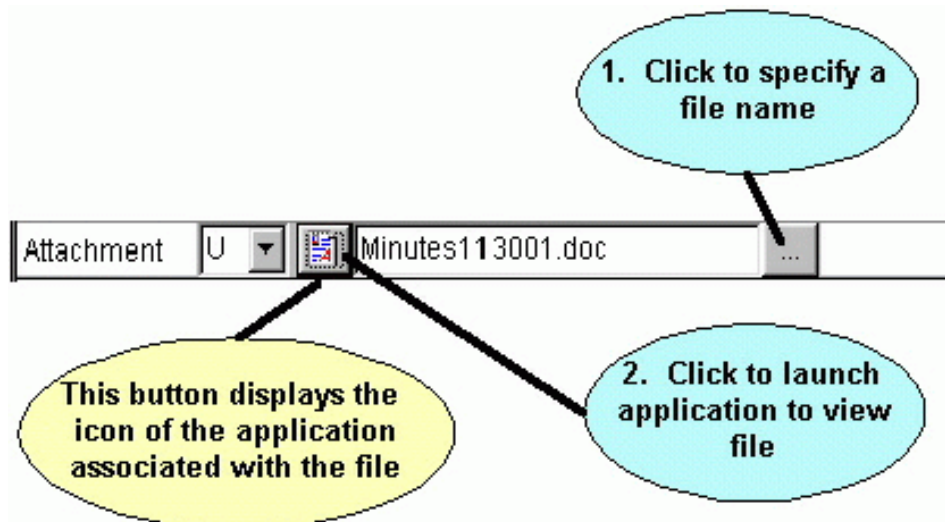 1. Click to specify a
file name
Attachment U Minutes113001.doc ...
This button displays the
icon of the application
associated with the file
2. Click to launch
application to view
file